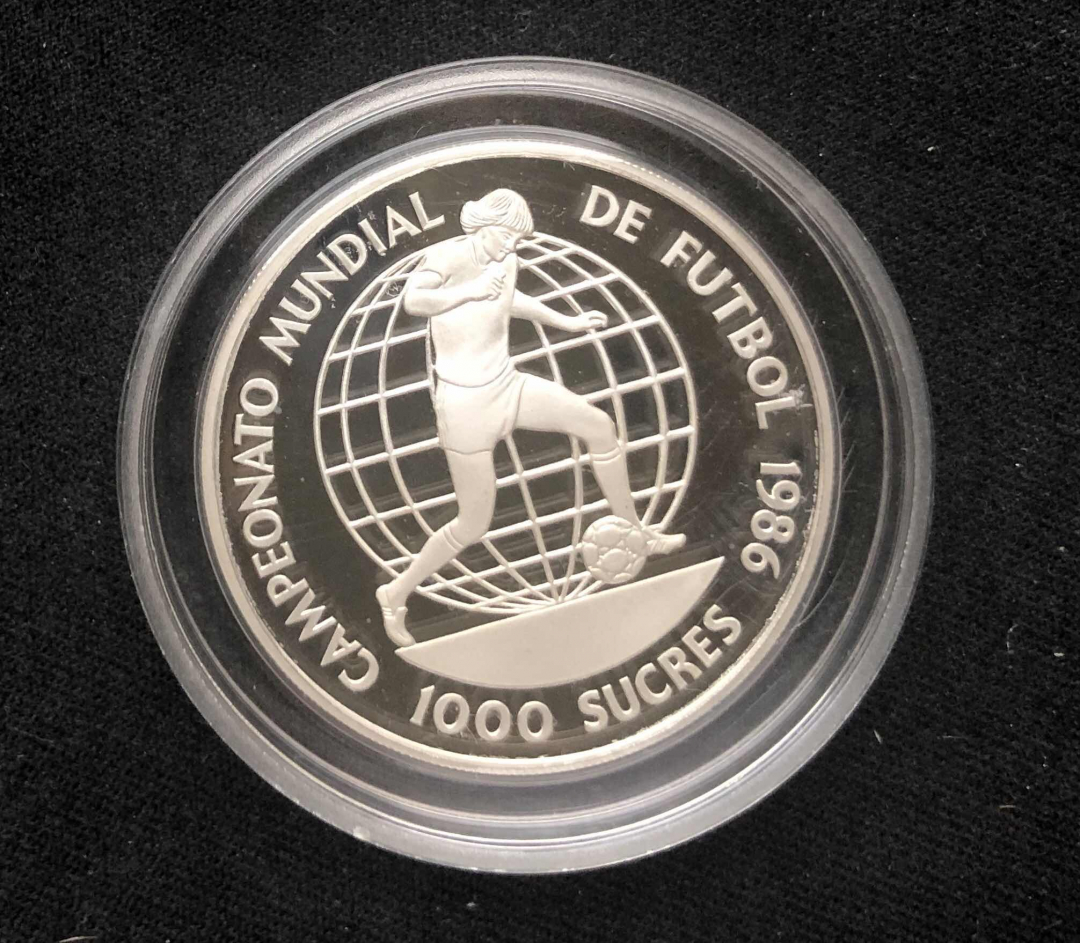 CAMPEONATO MUNDIAL DE FUTBOL 1986
1000 SUCRES